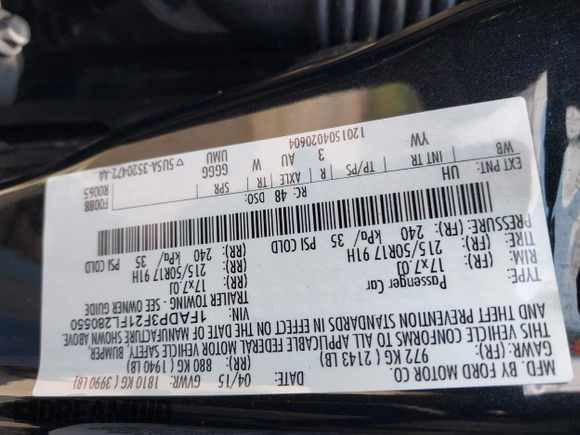 MFD. BY FORD MOTOR CO.
DATE: 04/15 GVWR: 1810 KG ( 3990 LB)
GAWR: (FR): 972 KG ( 2143 LB) (RR): 880 KG ( 1940 LB)
THIS VEHICLE CONFORMS TO ALL APPLICABLE FEDERAL MOTOR VEHICLE SAFETY, BUMPER,
AND THEFT PREVENTION STANDARDS IN EFFECT ON THE DATE OF MANUFACTURE SHOWN ABOVE.
VIN: 1FADP3F21FL280550
TYPE: Passenger Car TRAILER TOWING - SEE OWNER GUIDE
RIM: (FR): 17x7.0J (RR): 17x7.0J
TIRE: (FR): 215/50R17 91H (RR): 215/50R17 91H
PRESSURE: (FR): 240 kPa/ 35 PSI COLD (RR): 240 kPa/ 35 PSI COLD
EXT PNT: UH RC: 48 DSO: F0088
R0065
WB INT TR TP/PS R AXLE TR SPR
YW 3 AU W GGGG UMU
1201504020604 5U5A-3520472-AA
DREAMBID